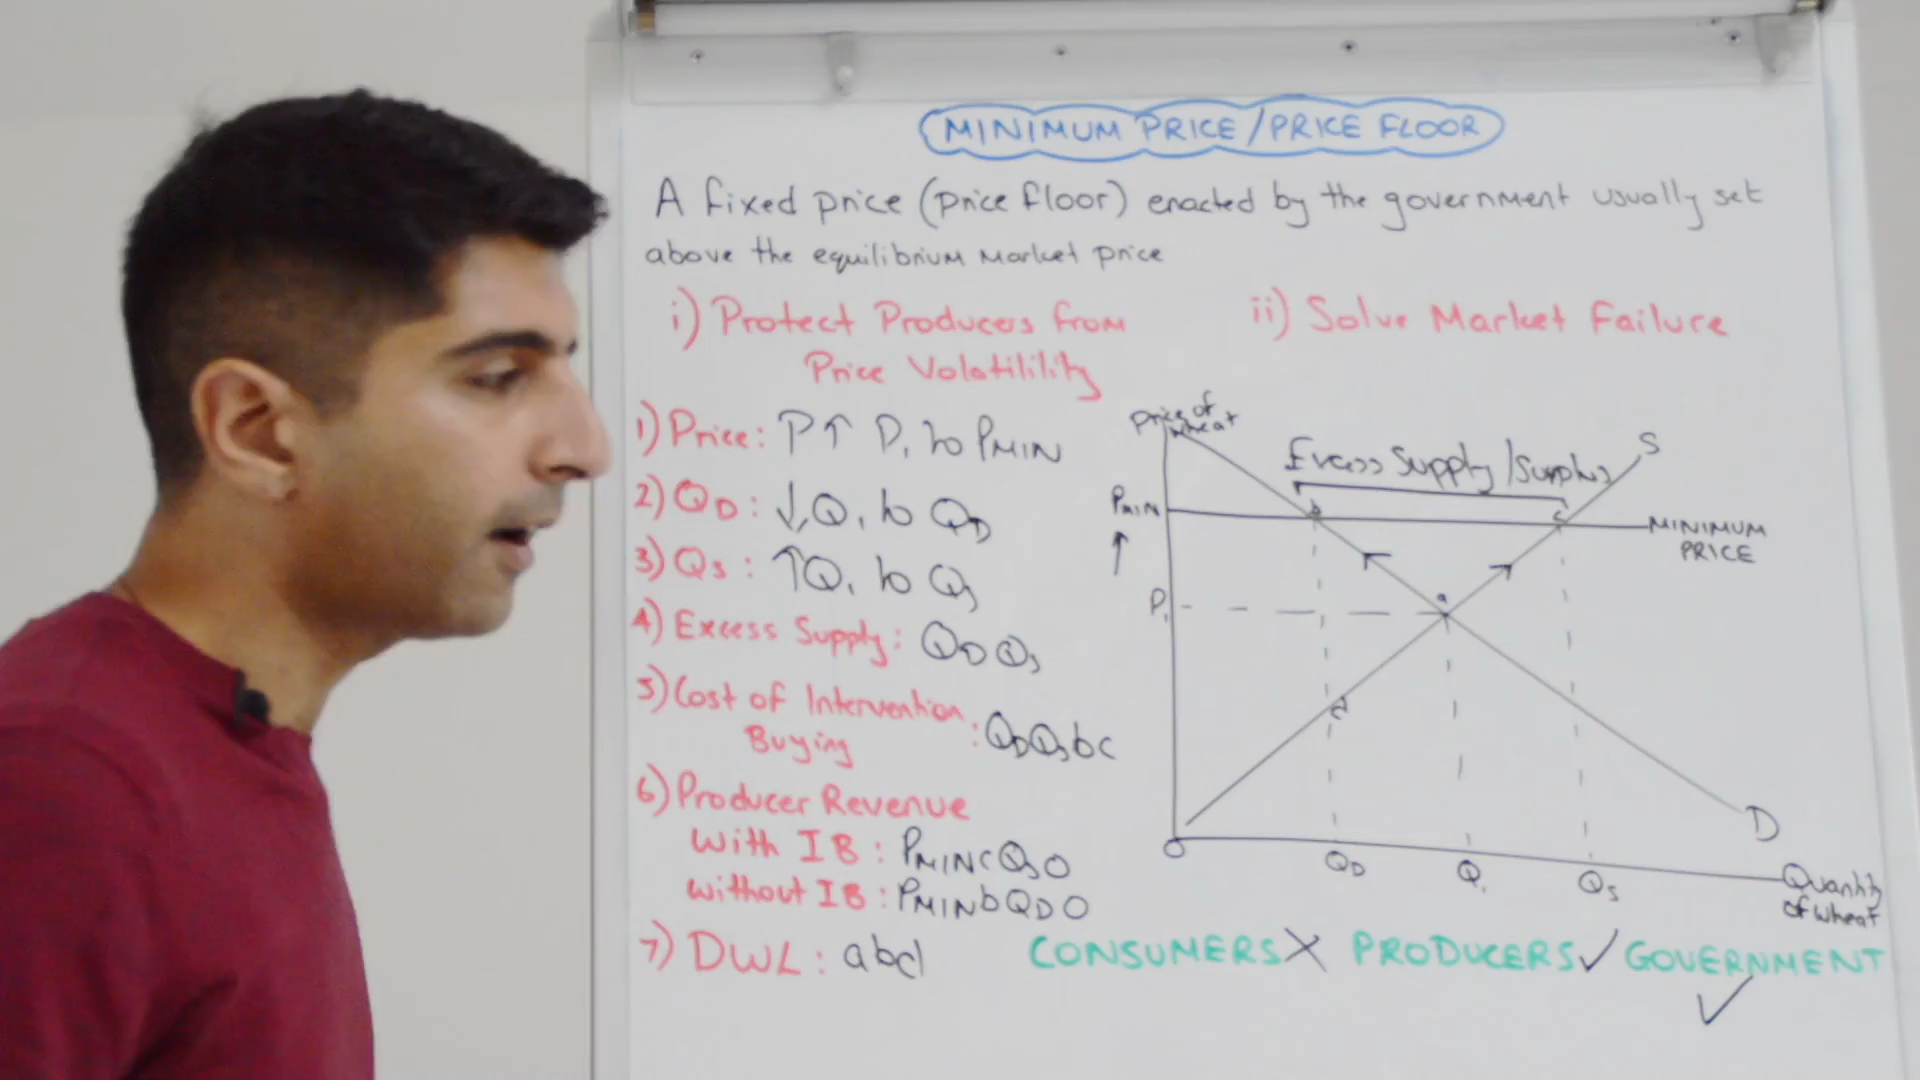 MINIMUM PRICE/PRICE FLOOR
A fixed price (price floor) enacted by the government usually set
above the equilibrium market price
i) Protect Producers from
Price Volatilility
ii) Solve Market Failure
1) Price: P↑ P₁ to PMIN
2) QD: ↓Q₁ to QD
3) Qs: ↑Q₁ to Qs
4) Excess Supply: QDQs
5) Cost of Intervention
Buying : QDQsbc
6) Producer Revenue
With IB: PMINCQsO
Without IB: PMINbQDO
7) DWL: abd
Price of
wheat
Excess Supply/Surplus
S
PMIN
b
c
MINIMUM
PRICE
↑
P₁
a
d
D
O
QD
Q₁
Qs
Quantity
of wheat
CONSUMERS X PRODUCERS ✓ GOVERNMENT
✓